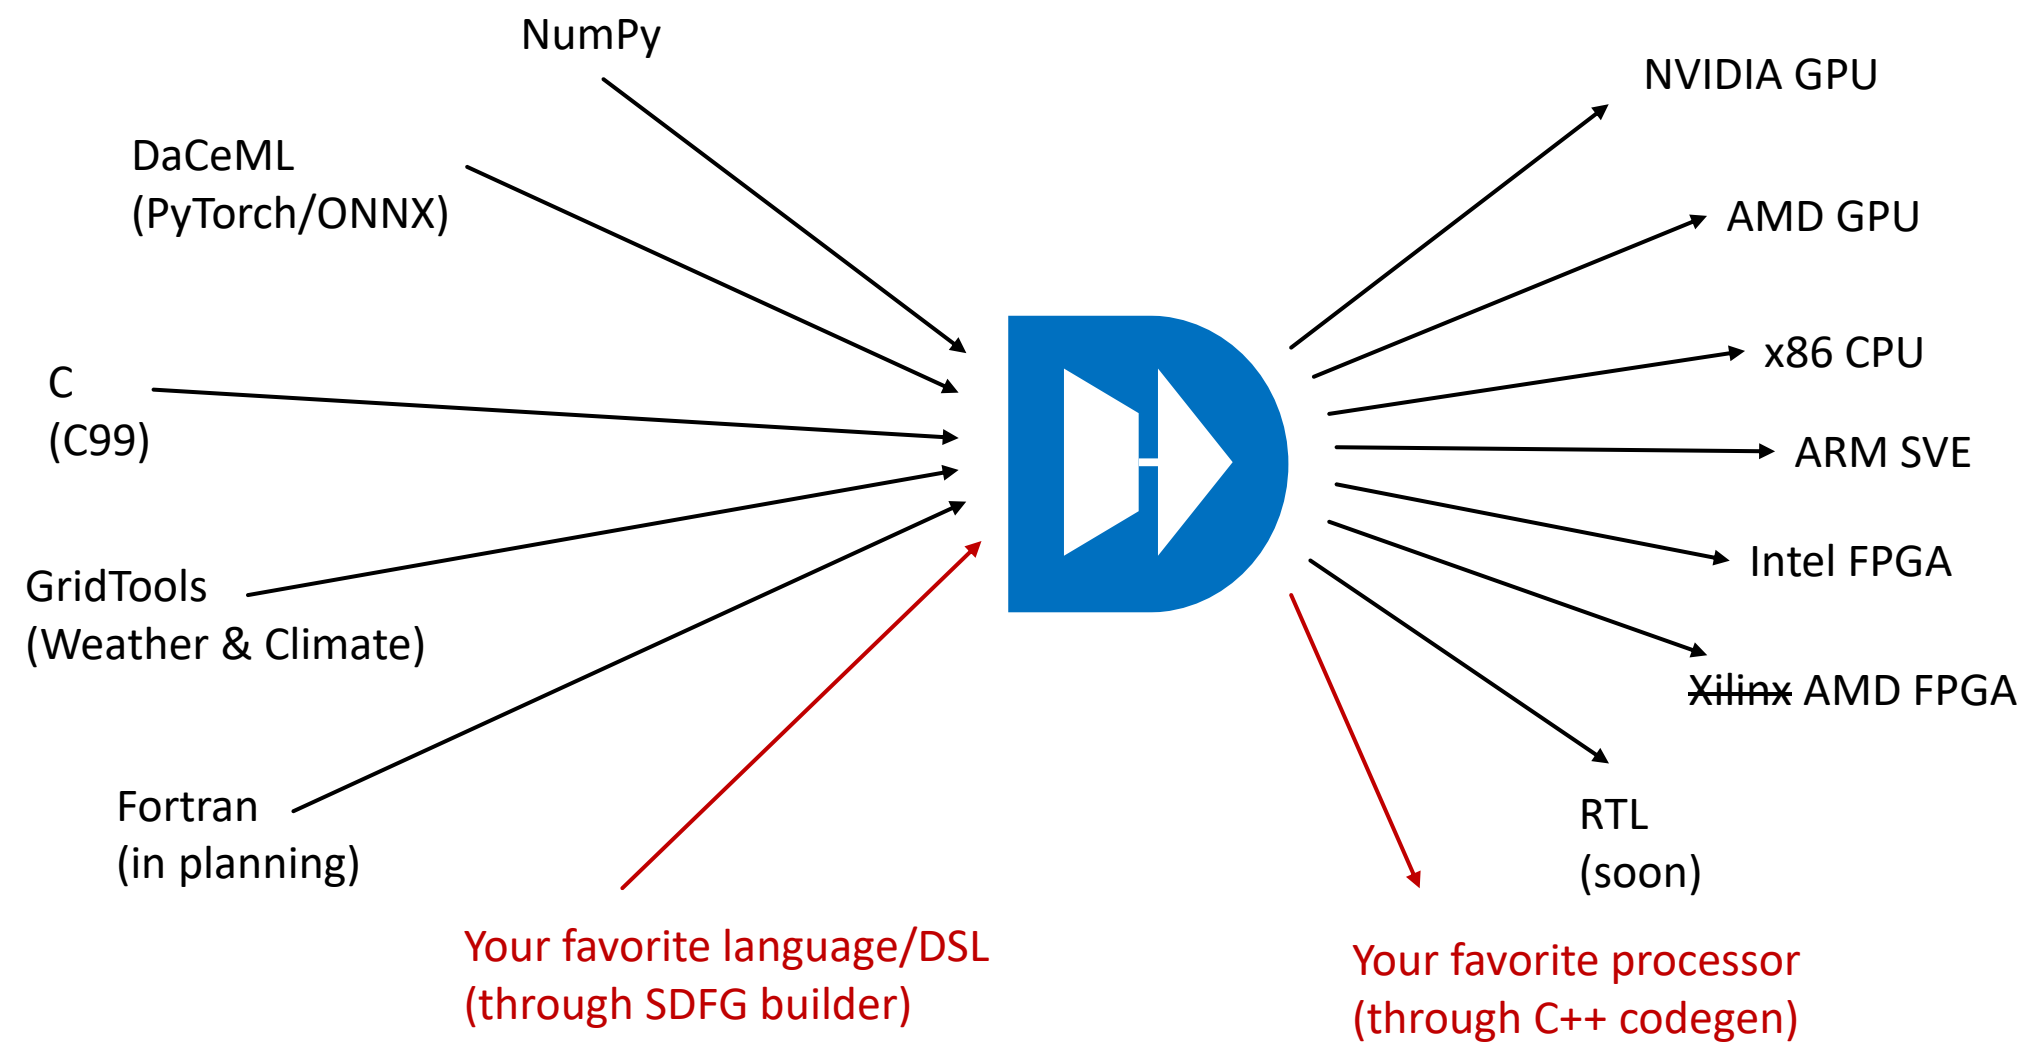 NumPy
DaCeML
(PyTorch/ONNX)
C
(C99)
GridTools
(Weather & Climate)
Fortran
(in planning)
Your favorite language/DSL
(through SDFG builder)
NVIDIA GPU
AMD GPU
x86 CPU
ARM SVE
Intel FPGA
Xilinx AMD FPGA
RTL
(soon)
Your favorite processor
(through C++ codegen)